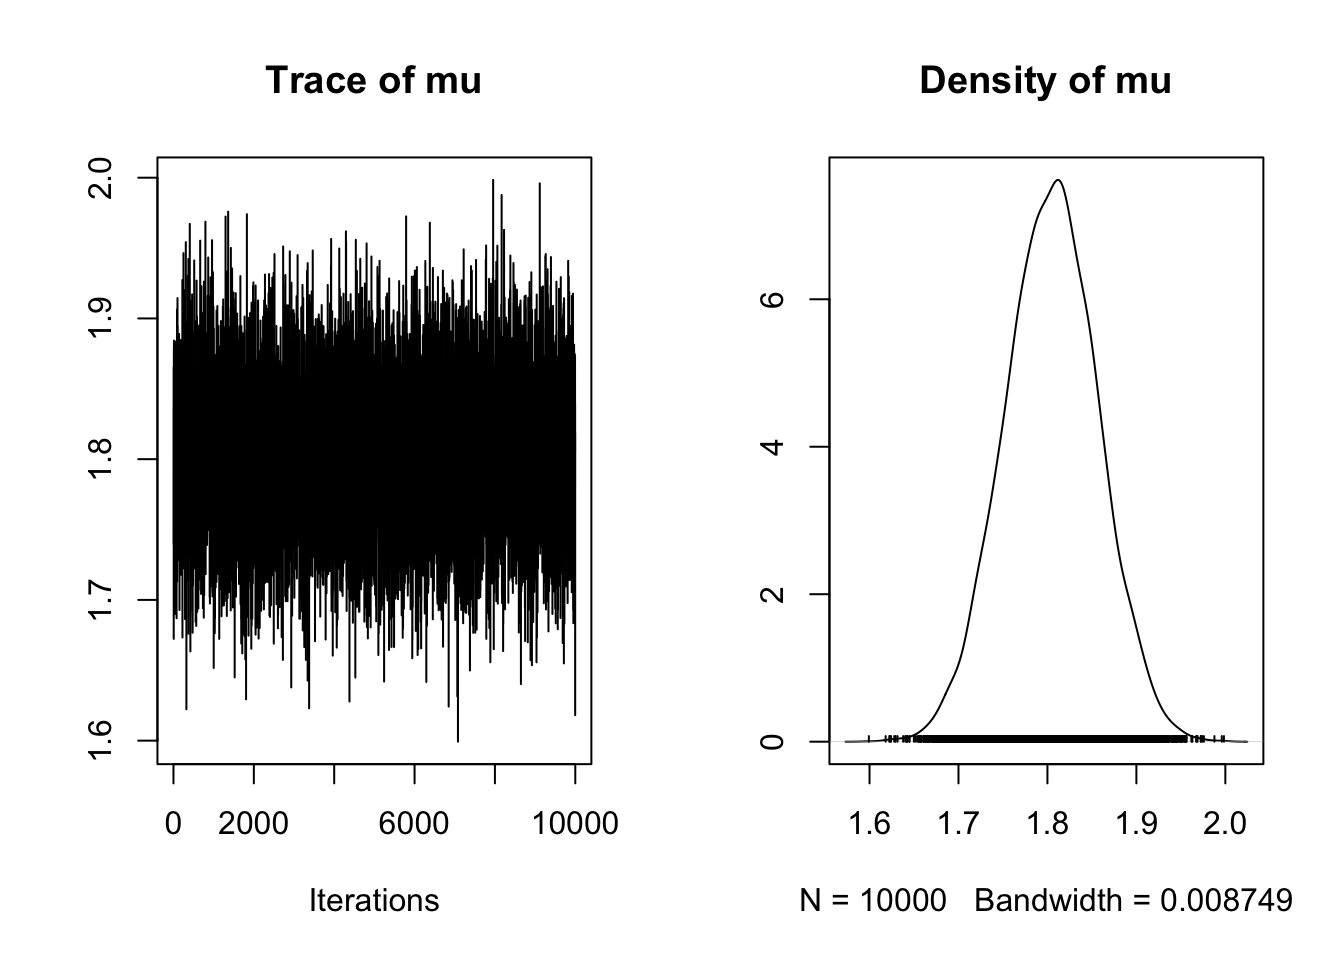 Trace of mu
2.0
1.9
1.8
1.7
1.6
0 2000 6000 10000
Iterations
Density of mu
6
4
2
0
1.6 1.7 1.8 1.9 2.0
N = 10000 Bandwidth = 0.008749